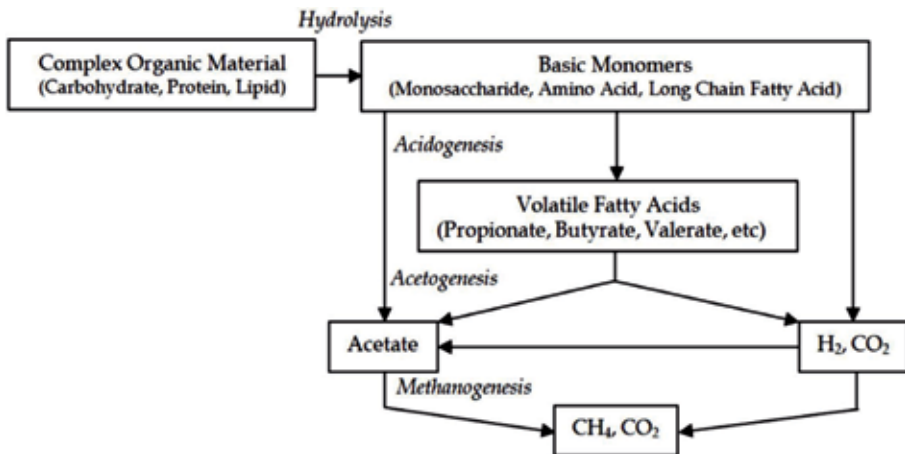 Hydrolysis
Complex Organic Material
(Carbohydrate, Protein, Lipid)
Basic Monomers
(Monosaccharide, Amino Acid, Long Chain Fatty Acid)
Acidogenesis
Volatile Fatty Acids
(Propionate, Butyrate, Valerate, etc)
Acetogenesis
Acetate
H₂, CO₂
Methanogenesis
CH₄, CO₂